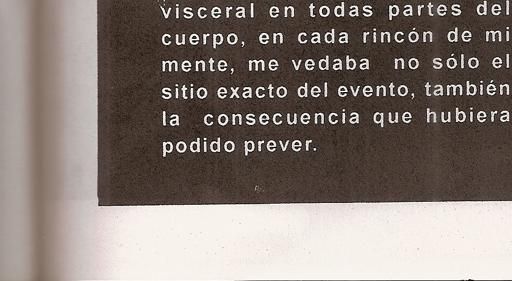 visceral en todas partes del
cuerpo, en cada rincón de mi
mente, me vedaba no sólo el
sitio exacto del evento, también
la consecuencia que hubiera
podido prever.